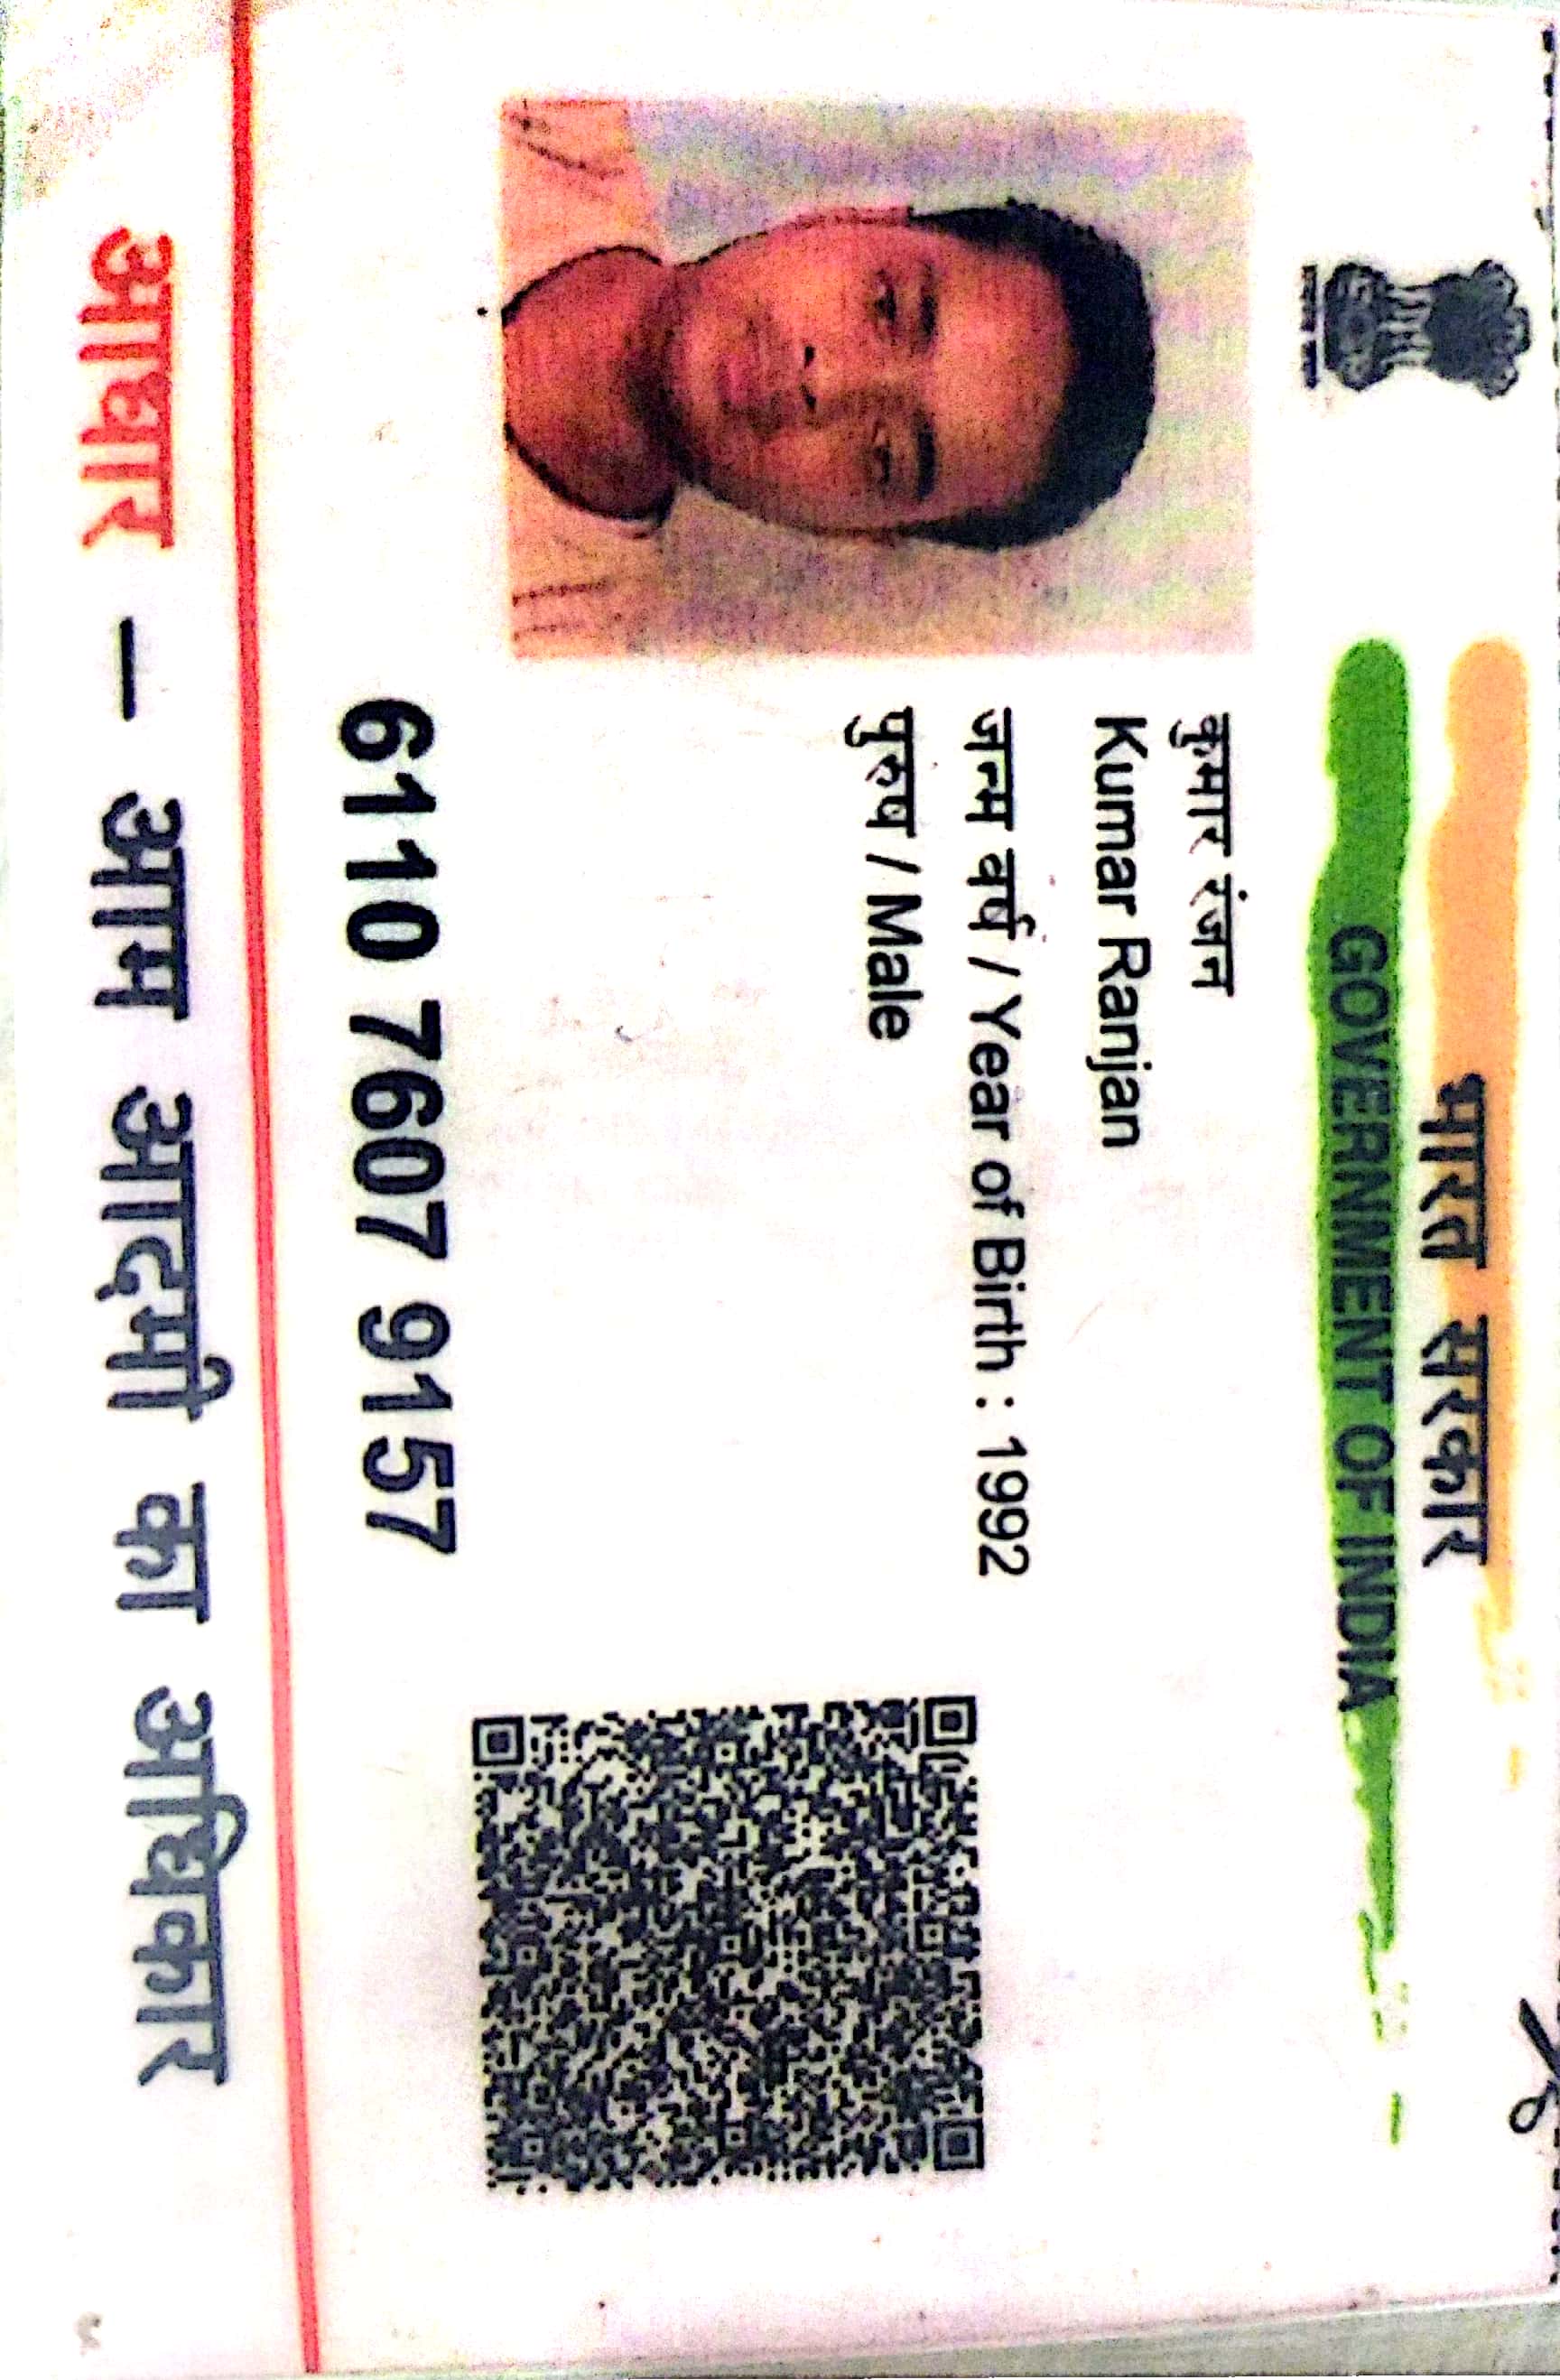 भारत सरकार
GOVERNMENT OF INDIA
कुमार रंजन
Kumar Ranjan
जन्म वर्ष / Year of Birth : 1992
पुरुष / Male
6110 7607 9157
आधार – आम आदमी का अधिकार